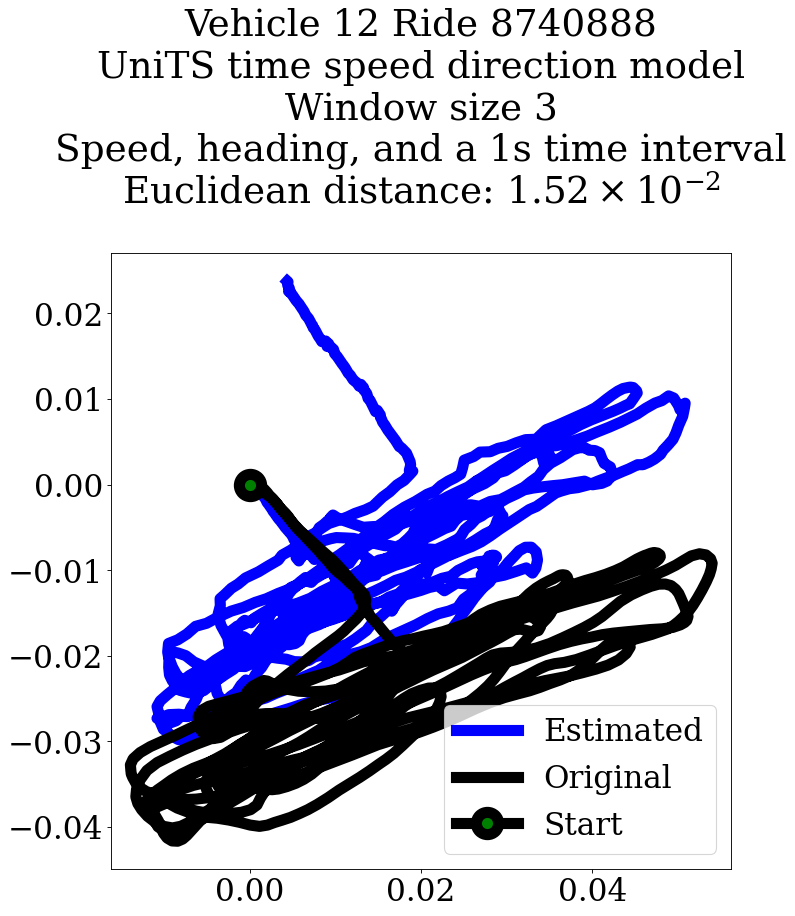 Vehicle 12 Ride 8740888
UniTS time speed direction model
Window size 3
Speed, heading, and a 1s time interval
Euclidean distance: 1.52 × 10⁻²
0.02
0.01
0.00
−0.01
−0.02
−0.03
−0.04
0.00 0.02 0.04
Estimated
Original
Start